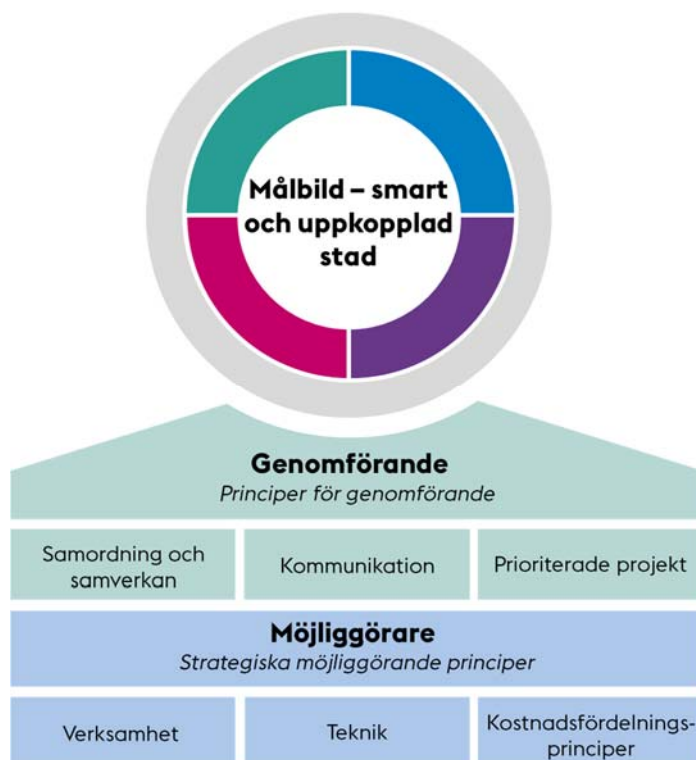 Målbild – smart
och uppkopplad
stad
Genomförande
Principer för genomförande
Samordning och
samverkan
Kommunikation
Prioriterade projekt
Möjliggörare
Strategiska möjliggörande principer
Verksamhet
Teknik
Kostnadsfördelnings-
principer